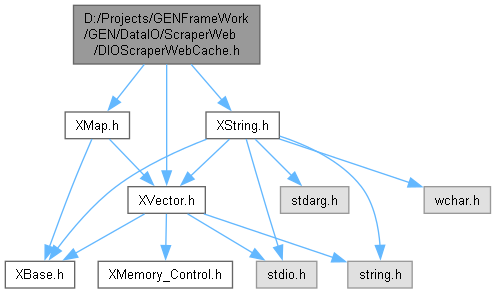 D:/Projects/GENFrameWork
/GEN/DataIO/ScraperWeb
/DIOScraperWebCache.h
XMap.h
XString.h
XVector.h
stdarg.h
wchar.h
XBase.h
XMemory_Control.h
stdio.h
string.h